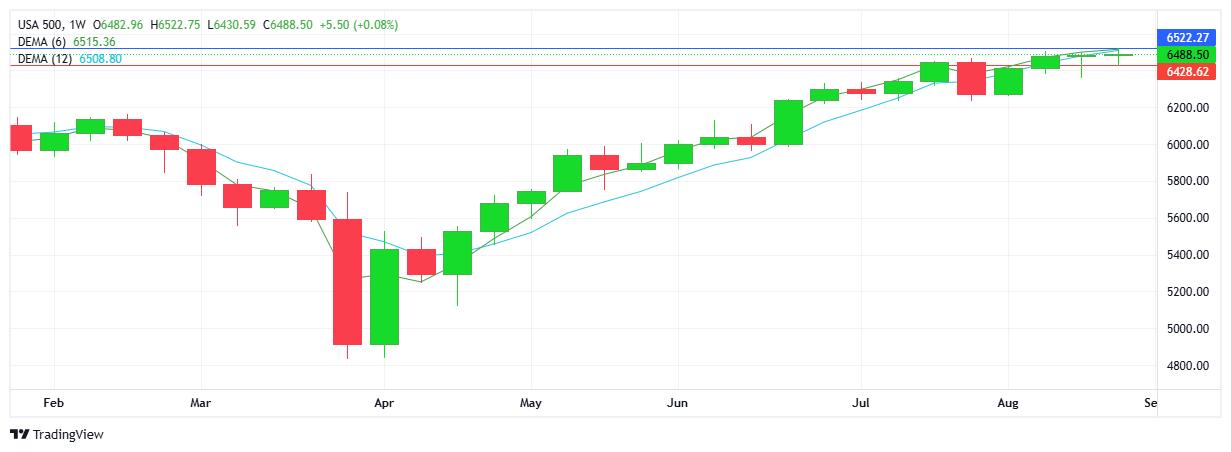 USA 500, 1W O6482.96 H6522.75 L6430.59 C6488.50 +5.50 (+0.08%)
DEMA (6) 6515.36
DEMA (12) 6508.80
6522.27
6488.50
6428.62
6200.00
6000.00
5800.00
5600.00
5400.00
5200.00
5000.00
4800.00
Feb Mar Apr May Jun Jul Aug Se
TradingView